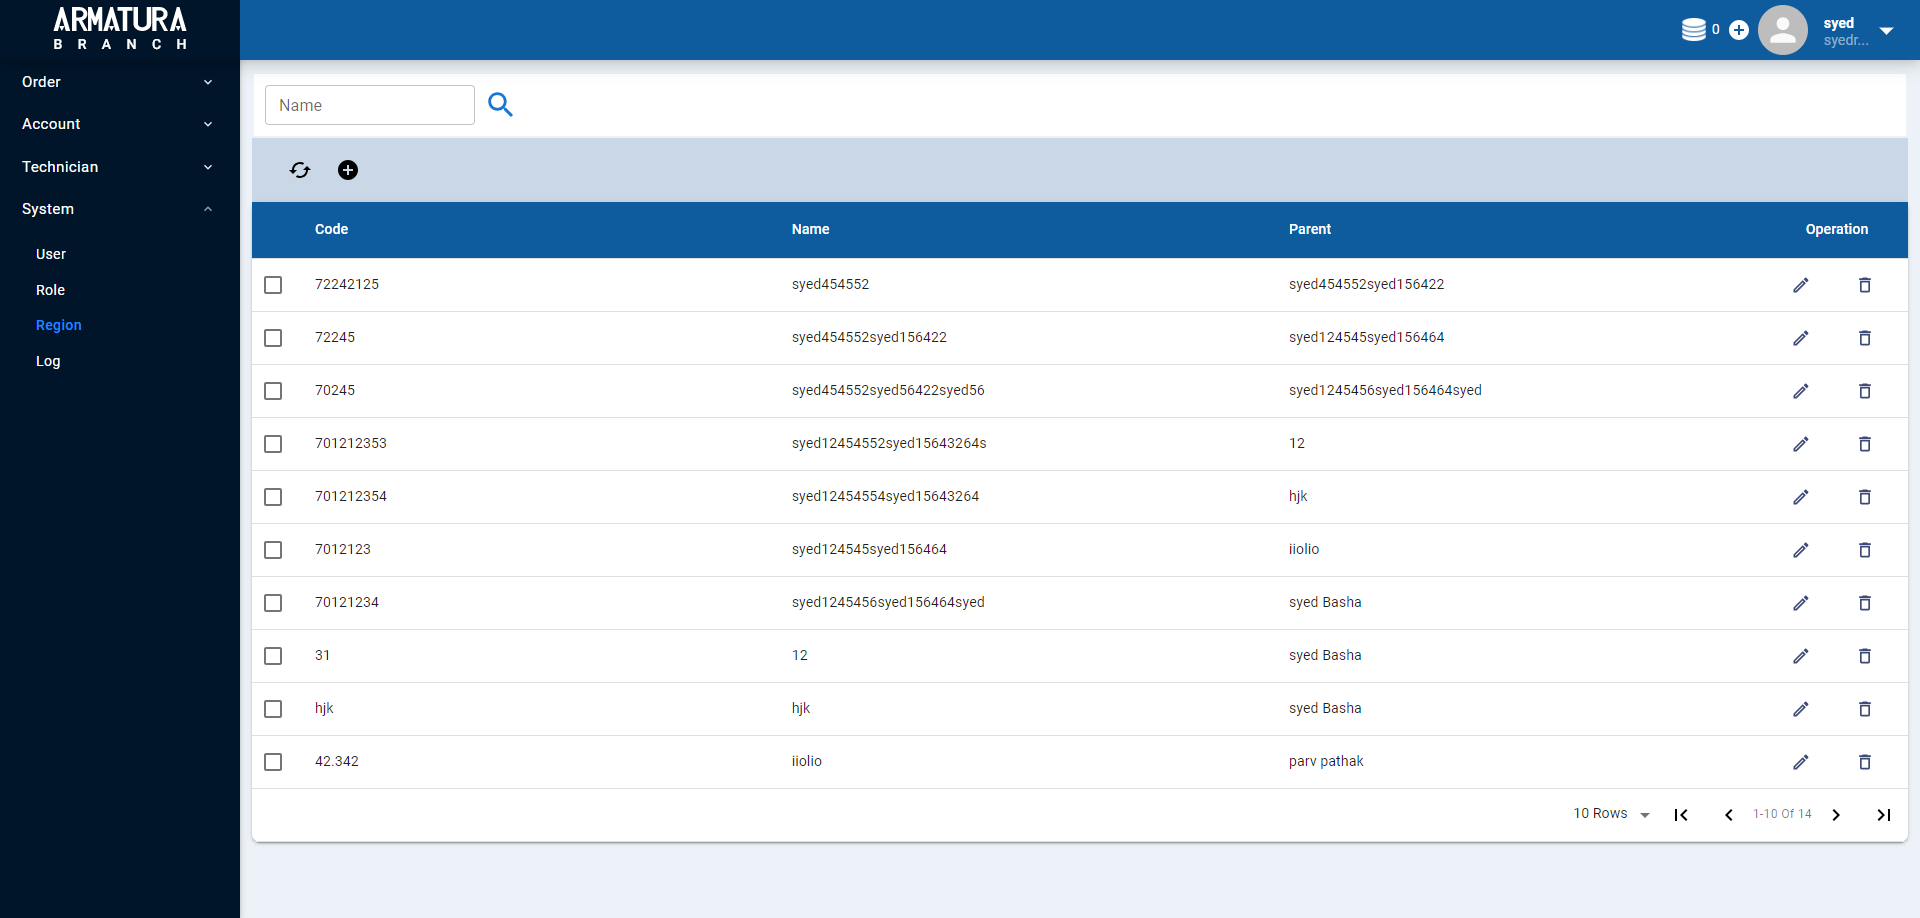 ARMATURA
BRANCH
0
syed
syedr...
Order
Account
Technician
System
User
Role
Region
Log
Name
Code Name Parent Operation
72242125 syed454552 syed454552syed156422
72245 syed454552syed156422 syed124545syed156464
70245 syed454552syed56422syed56 syed1245456syed156464syed
701212353 syed12454552syed15643264s 12
701212354 syed12454554syed15643264 hjk
7012123 syed124545syed156464 iiolio
70121234 syed1245456syed156464syed syed Basha
31 12 syed Basha
hjk hjk syed Basha
42.342 iiolio parv pathak
10 Rows 1-10 Of 14